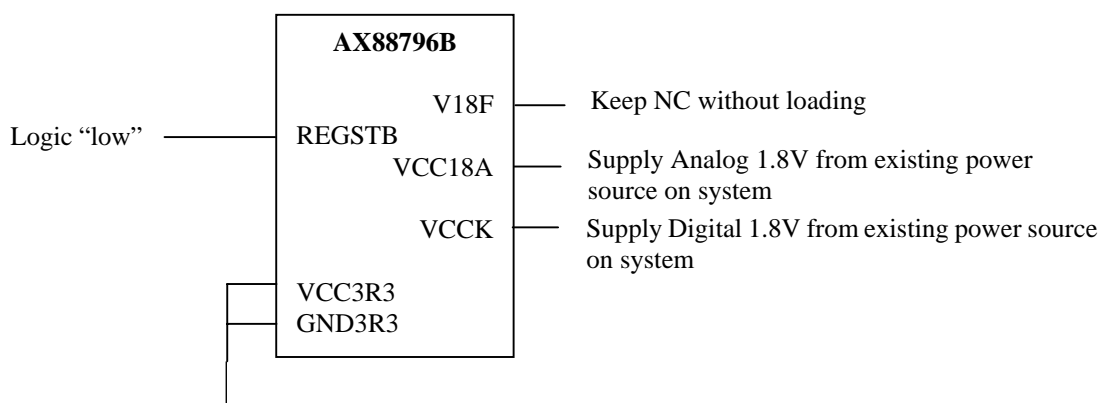 AX88796B
V18F
Keep NC without loading
Logic “low”
REGSTB
VCC18A
Supply Analog 1.8V from existing power
source on system
VCCK
Supply Digital 1.8V from existing power source
on system
VCC3R3
GND3R3